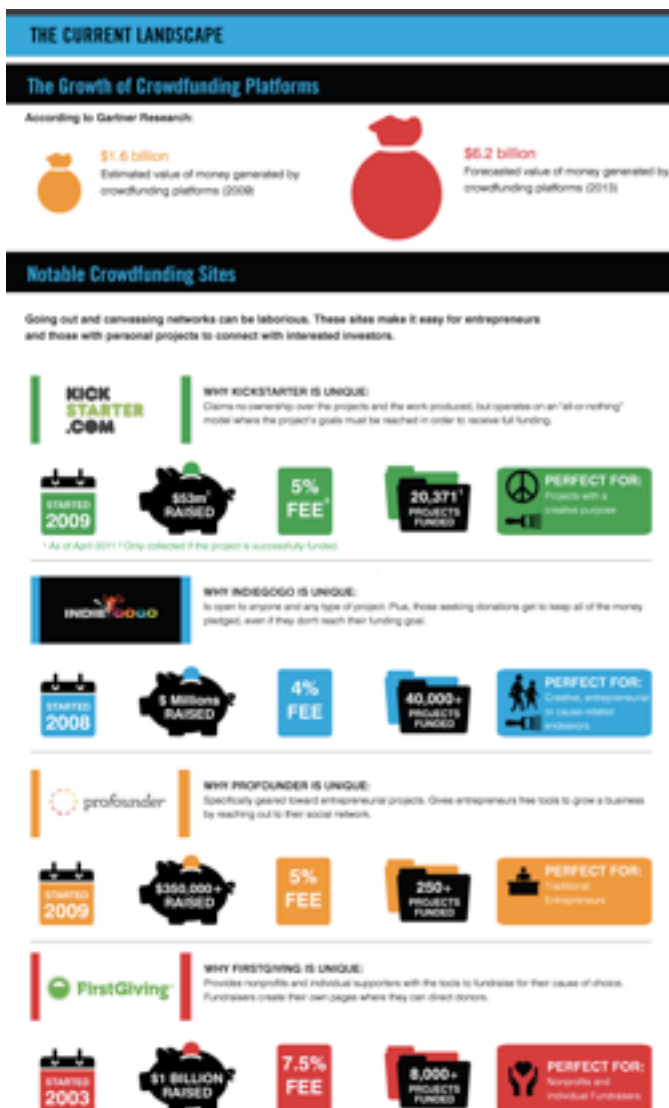 THE CURRENT LANDSCAPE
The Growth of Crowdfunding Platforms
According to Gartner Research:
$1.6 billion
Estimated value of money generated by
crowdfunding platforms (2009)
$6.2 billion
Forecasted value of money generated by
crowdfunding platforms (2013)
Notable Crowdfunding Sites
Going out and canvassing networks can be laborious. These sites make it easy for entrepreneurs
and those with personal projects to connect with interested investors.
KICK
STARTER
.COM
WHY KICKSTARTER IS UNIQUE:
Claims no ownership over the projects and the work produced, but operates on an "all-or-nothing"
model where the project's goals must be reached in order to receive full funding.
STARTED
2009
$53m¹
RAISED
5%
FEE²
20,371¹
PROJECTS
FUNDED
PERFECT FOR:
Projects with a
creative purpose
¹ As of April 2011 ² Only collected if the project is successfully funded.
INDIEGOGO
WHY INDIEGOGO IS UNIQUE:
Is open to anyone and any type of project. Plus, those seeking donations get to keep all of the money
pledged, even if they don't reach their funding goal.
STARTED
2008
$ Millions
RAISED
4%
FEE
40,000+
PROJECTS
FUNDED
PERFECT FOR:
Creative, entrepreneurial
or cause-related
endeavors
profounder
WHY PROFOUNDER IS UNIQUE:
Specifically geared toward entrepreneurial projects. Gives entrepreneurs free tools to grow a business
by reaching out to their social network.
STARTED
2009
$350,000+
RAISED
5%
FEE
250+
PROJECTS
FUNDED
PERFECT FOR:
Traditional
Entrepreneurs
FirstGiving
WHY FIRSTGIVING IS UNIQUE:
Provides nonprofits and individual supporters with the tools to fundraise for their cause of choice.
Fundraisers create their own pages where they can direct donors.
STARTED
2003
$1 BILLION
RAISED
7.5%
FEE
8,000+
PROJECTS
FUNDED
PERFECT FOR:
Nonprofits and
Individual Fundraisers